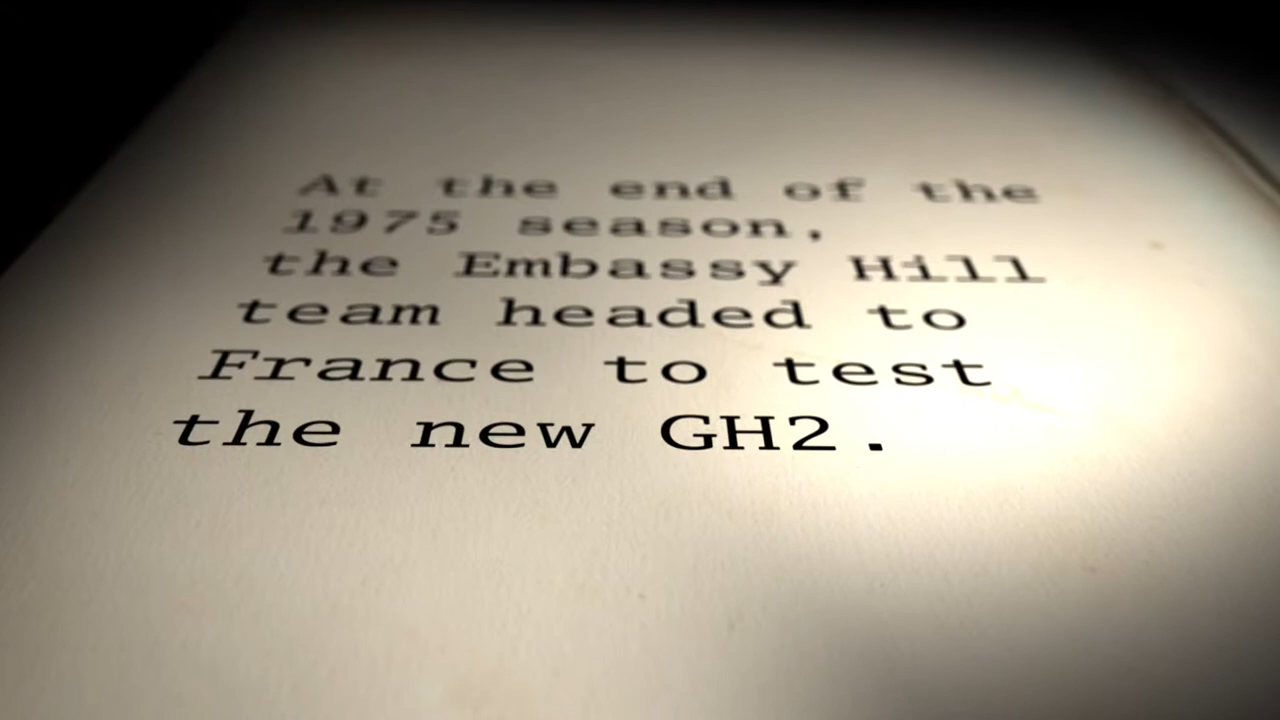 At the end of the
1975 season,
the Embassy Hill
team headed to
France to test
the new GH2.